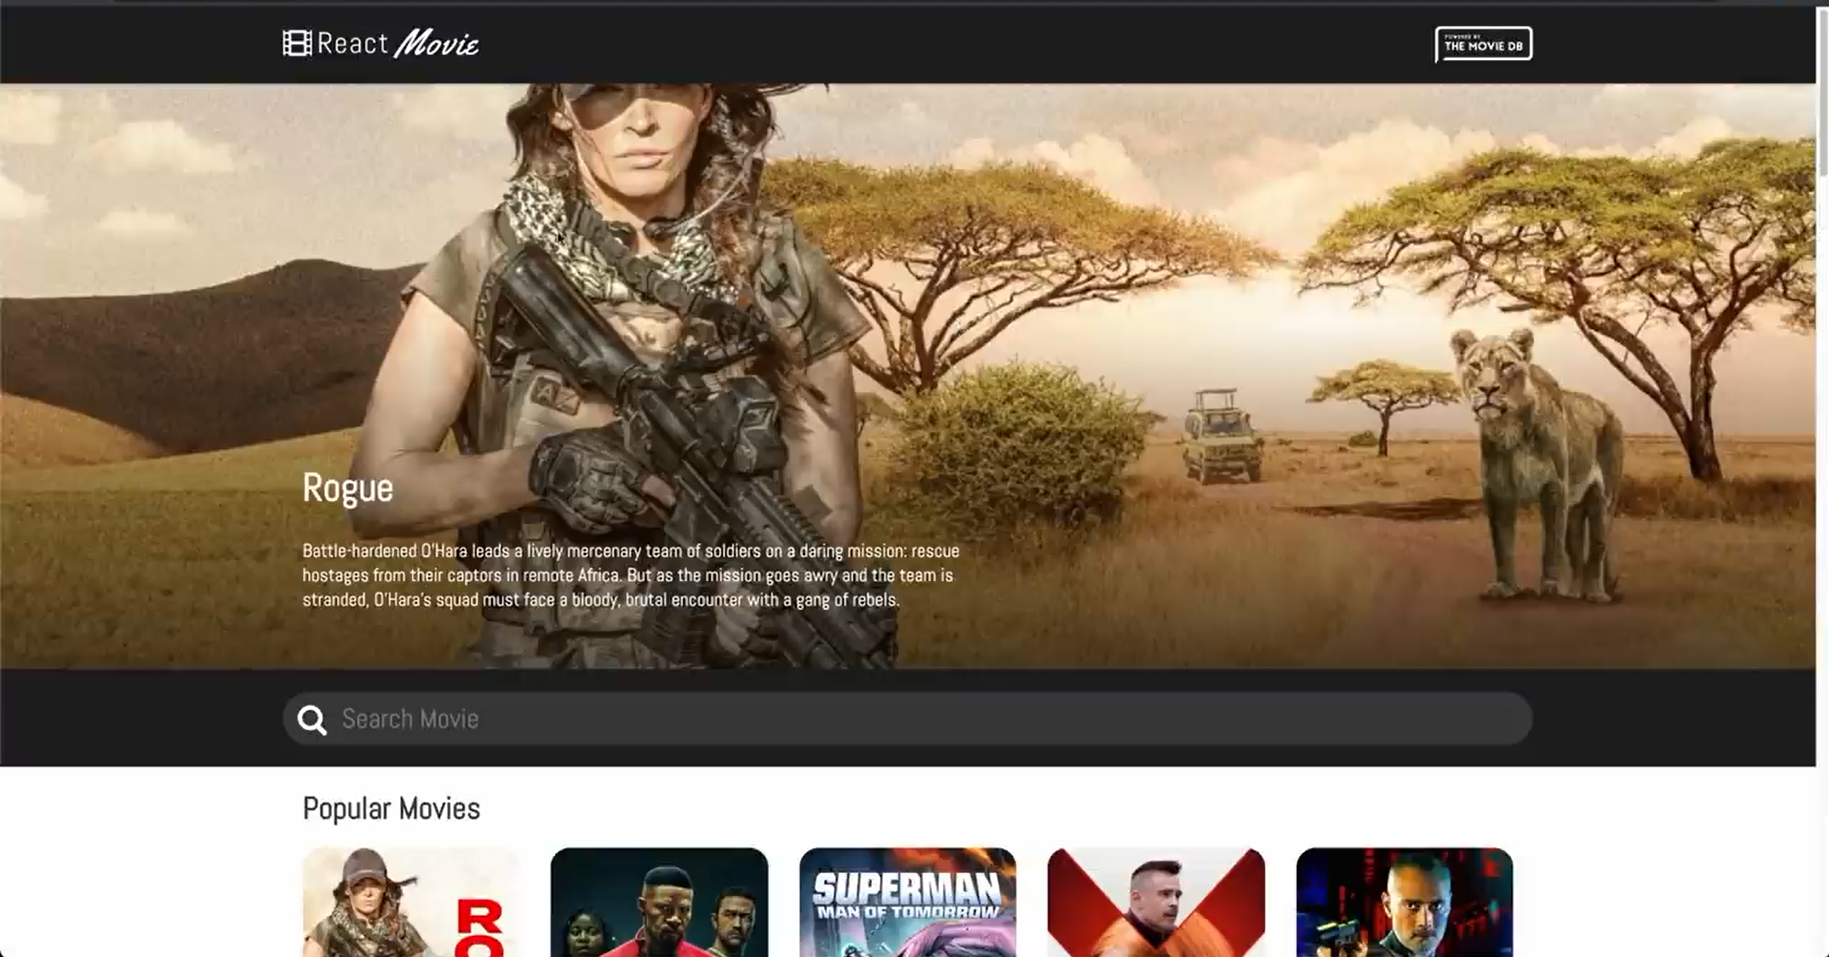 React Movie
POWERED BY
THE MOVIE DB
Rogue
Battle-hardened O'Hara leads a lively mercenary team of soldiers on a daring mission: rescue
hostages from their captors in remote Africa. But as the mission goes awry and the team is
stranded, O'Hara's squad must face a bloody, brutal encounter with a gang of rebels.
Search Movie
Popular Movies
R
O
SUPERMAN
MAN OF TOMORROW